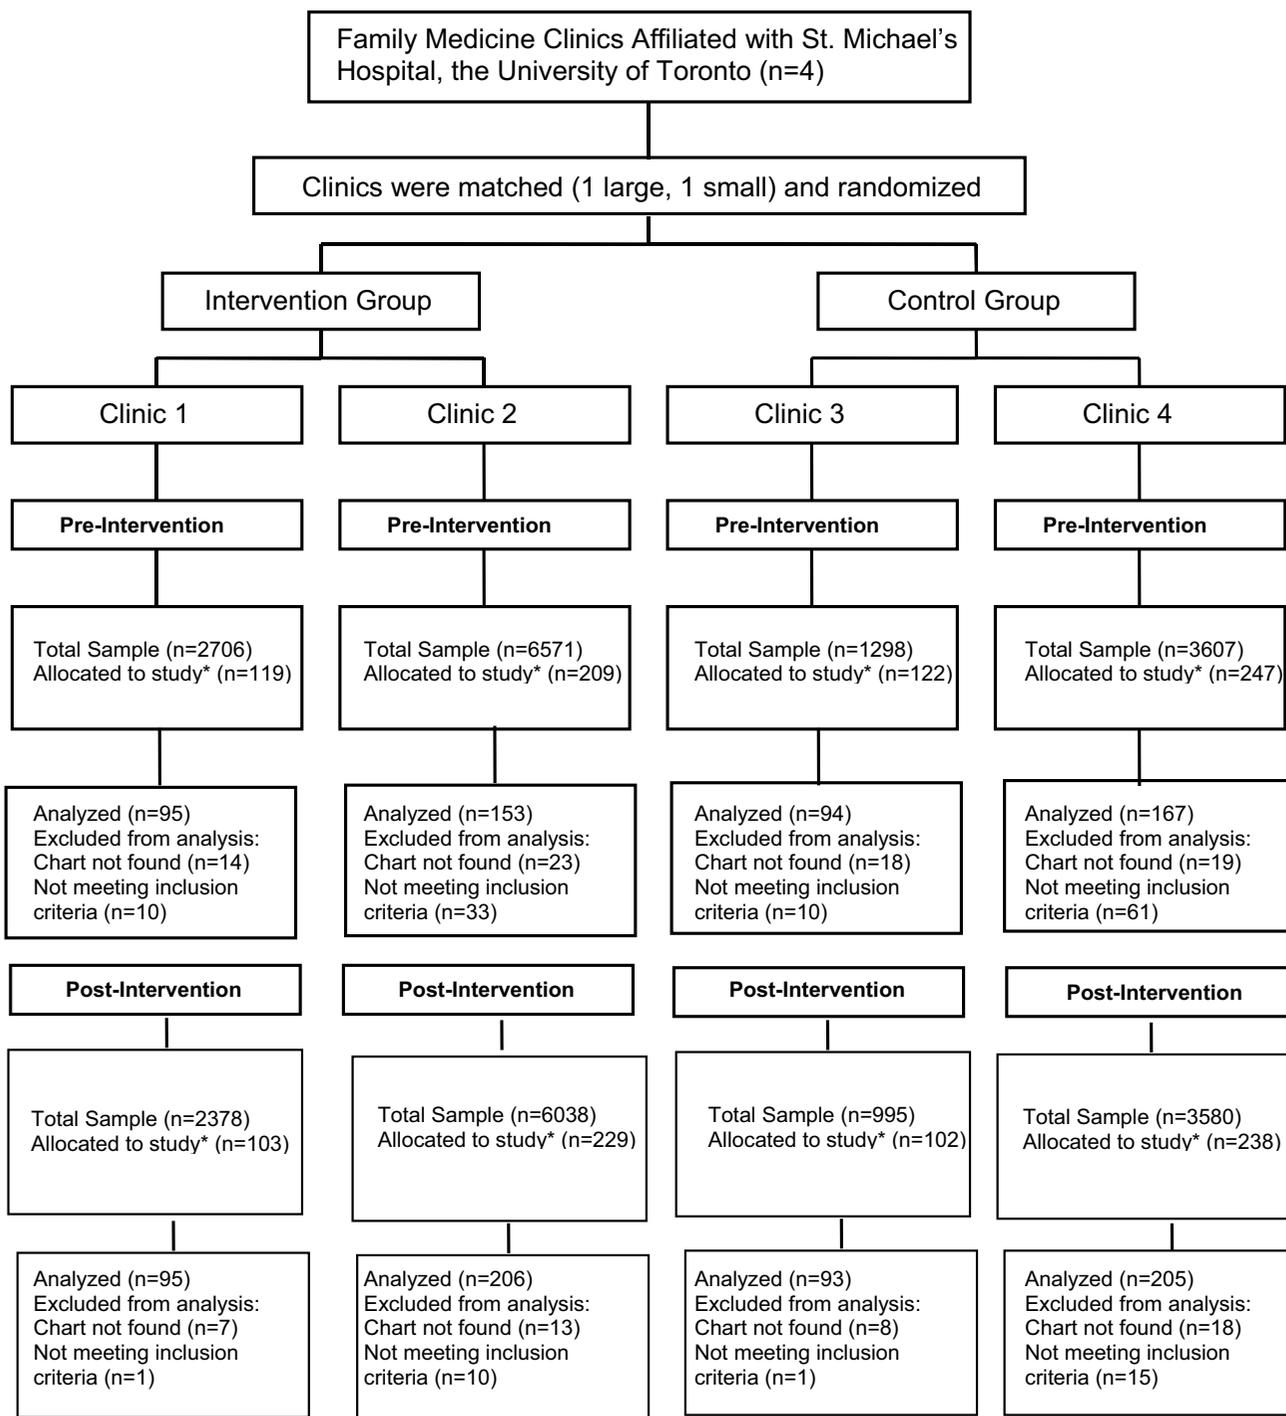 Family Medicine Clinics Affiliated with St. Michael's
Hospital, the University of Toronto (n=4)
Clinics were matched (1 large, 1 small) and randomized
Intervention Group
Control Group
Clinic 1
Clinic 2
Clinic 3
Clinic 4
Pre-Intervention
Pre-Intervention
Pre-Intervention
Pre-Intervention
Total Sample (n=2706)
Allocated to study* (n=119)
Total Sample (n=6571)
Allocated to study* (n=209)
Total Sample (n=1298)
Allocated to study* (n=122)
Total Sample (n=3607)
Allocated to study* (n=247)
Analyzed (n=95)
Excluded from analysis:
Chart not found (n=14)
Not meeting inclusion
criteria (n=10)
Analyzed (n=153)
Excluded from analysis:
Chart not found (n=23)
Not meeting inclusion
criteria (n=33)
Analyzed (n=94)
Excluded from analysis:
Chart not found (n=18)
Not meeting inclusion
criteria (n=10)
Analyzed (n=167)
Excluded from analysis:
Chart not found (n=19)
Not meeting inclusion
criteria (n=61)
Post-Intervention
Post-Intervention
Post-Intervention
Post-Intervention
Total Sample (n=2378)
Allocated to study* (n=103)
Total Sample (n=6038)
Allocated to study* (n=229)
Total Sample (n=995)
Allocated to study* (n=102)
Total Sample (n=3580)
Allocated to study* (n=238)
Analyzed (n=95)
Excluded from analysis:
Chart not found (n=7)
Not meeting inclusion
criteria (n=1)
Analyzed (n=206)
Excluded from analysis:
Chart not found (n=13)
Not meeting inclusion
criteria (n=10)
Analyzed (n=93)
Excluded from analysis:
Chart not found (n=8)
Not meeting inclusion
criteria (n=1)
Analyzed (n=205)
Excluded from analysis:
Chart not found (n=18)
Not meeting inclusion
criteria (n=15)